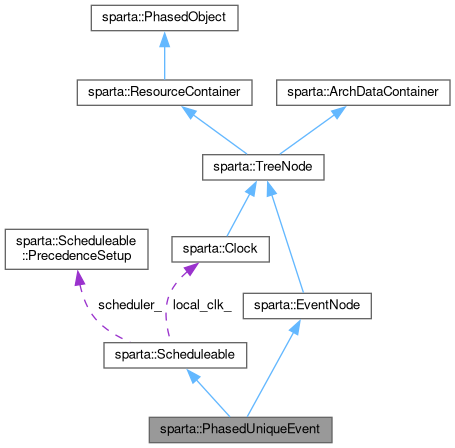 sparta::PhasedObject
sparta::ResourceContainer
sparta::ArchDataContainer
sparta::TreeNode
sparta::Scheduleable
::PrecedenceSetup
sparta::Clock
scheduler_
local_clk_
sparta::EventNode
sparta::Scheduleable
sparta::PhasedUniqueEvent